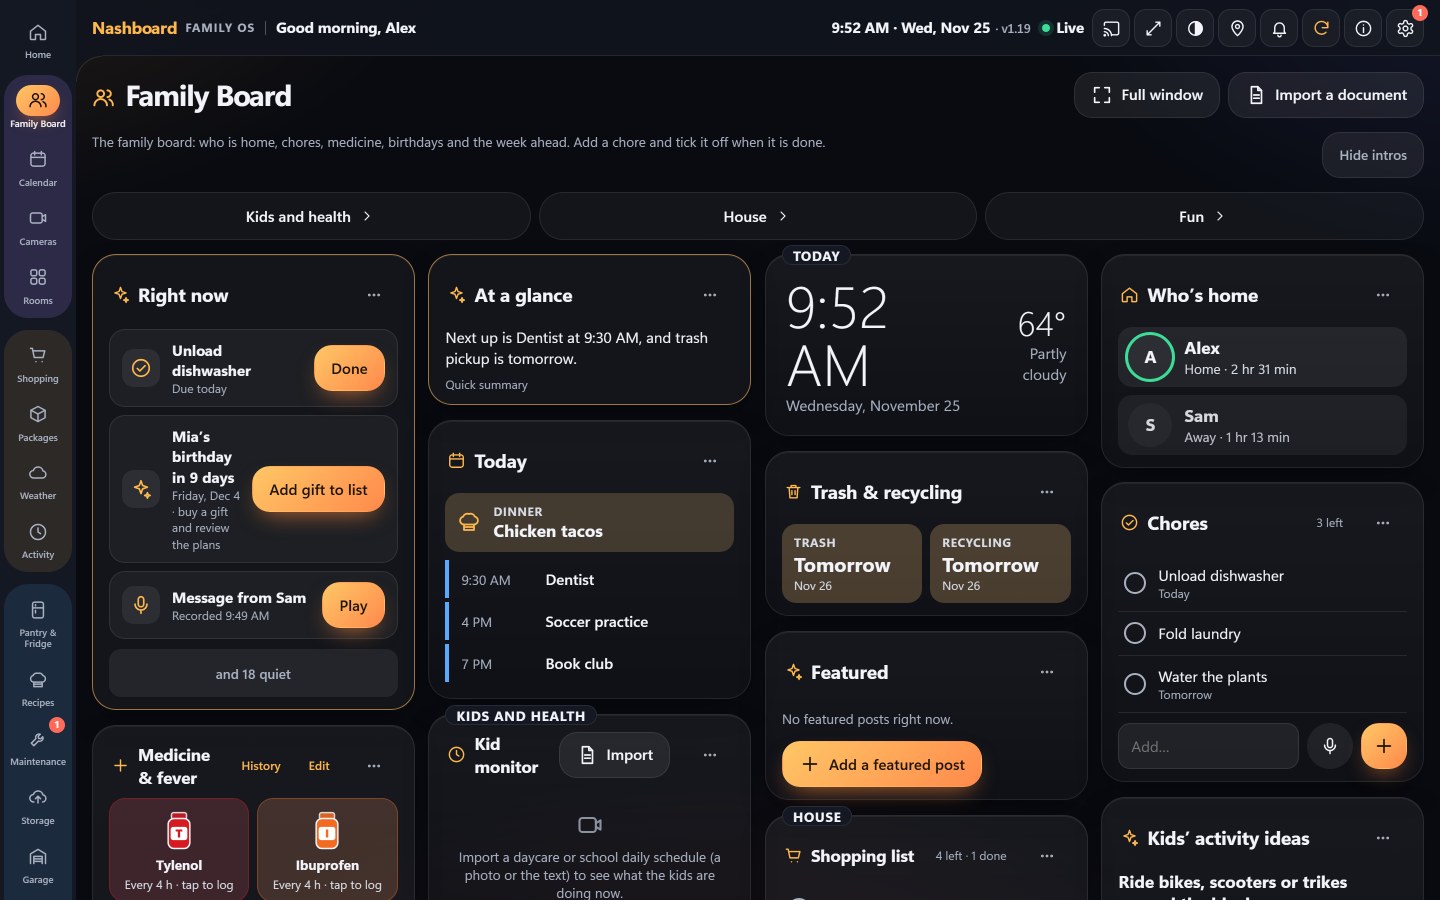 Nashboard FAMILY OS Good morning, Alex
9:52 AM · Wed, Nov 25 · v1.19 Live
1
Home
Family Board
Calendar
Cameras
Rooms
Shopping
Packages
Weather
Activity
Pantry &
Fridge
Recipes
1
Maintenance
Storage
Garage
Family Board
Full window
Import a document
The family board: who is home, chores, medicine, birthdays and the week ahead. Add a chore and tick it off when it is done.
Hide intros
Kids and health
House
Fun
Right now
Unload
dishwasher
Due today
Done
Mia's
birthday
in 9 days
Friday, Dec 4
· buy a gift
and review
the plans
Add gift to list
Message from Sam
Recorded 9:49 AM
Play
and 18 quiet
Medicine
& fever
History
Edit
T
Tylenol
Every 4 h · tap to log
I
Ibuprofen
Every 4 h · tap to log
At a glance
Next up is Dentist at 9:30 AM, and trash
pickup is tomorrow.
Quick summary
Today
DINNER
Chicken tacos
9:30 AM Dentist
4 PM Soccer practice
7 PM Book club
KIDS AND HEALTH
Kid
monitor
Import
Import a daycare or school daily schedule (a
photo or the text) to see what the kids are
doing now.
TODAY
9:52
AM
64°
Partly
cloudy
Wednesday, November 25
Trash & recycling
TRASH
Tomorrow
Nov 26
RECYCLING
Tomorrow
Nov 26
Featured
No featured posts right now.
Add a featured post
HOUSE
Shopping list
4 left · 1 done
Who's home
A
Alex
Home · 2 hr 31 min
S
Sam
Away · 1 hr 13 min
Chores
3 left
Unload dishwasher
Today
Fold laundry
Water the plants
Tomorrow
Add...
Kids' activity ideas
Ride bikes, scooters or trikes